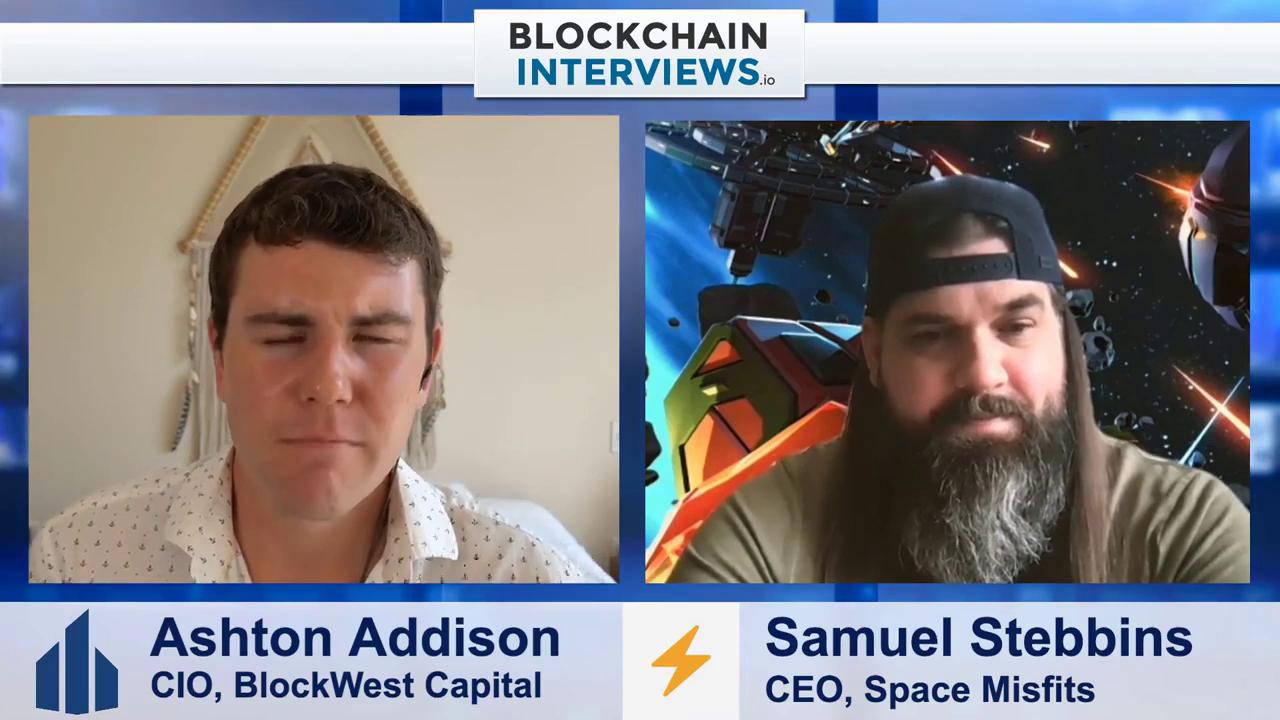 BLOCKCHAIN
INTERVIEWS.io
Ashton Addison
CIO, BlockWest Capital
Samuel Stebbins
CEO, Space Misfits